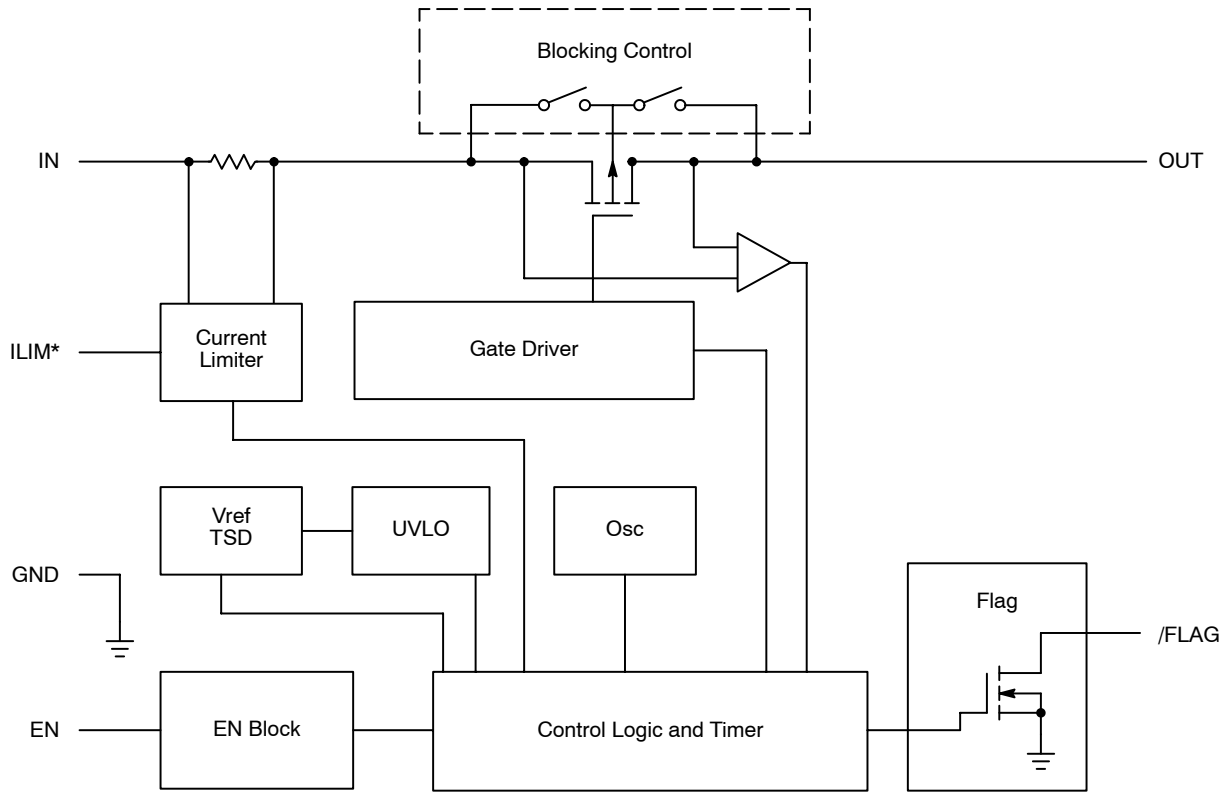 Blocking Control
IN
OUT
Current
Limiter
ILIM*
Gate Driver
Vref
TSD
UVLO
Osc
GND
Flag
/FLAG
EN
EN Block
Control Logic and Timer